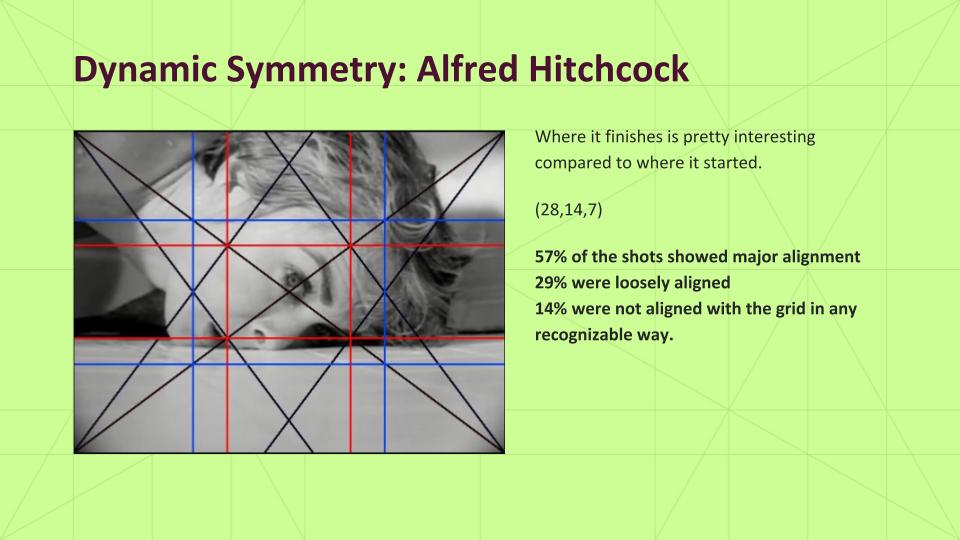 Dynamic Symmetry: Alfred Hitchcock
Where it finishes is pretty interesting
compared to where it started.
(28,14,7)
57% of the shots showed major alignment
29% were loosely aligned
14% were not aligned with the grid in any
recognizable way.